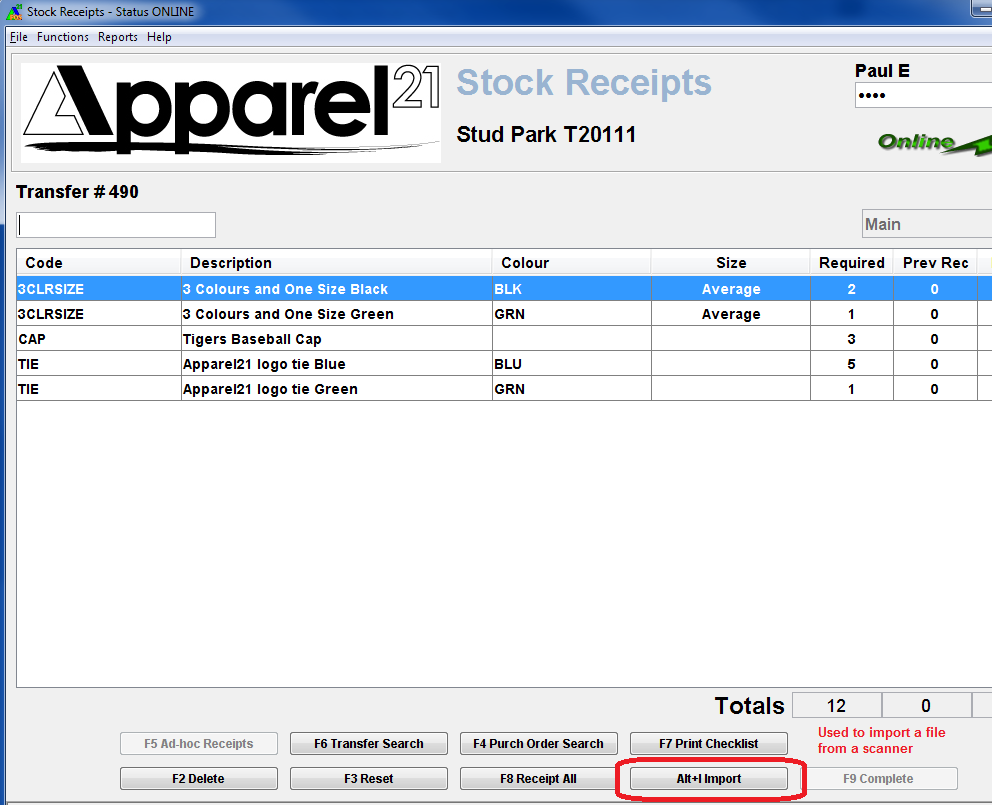 Stock Receipts - Status ONLINE
File Functions Reports Help
Apparel21
Stock Receipts
Stud Park T20111
Paul E
••••
Online
Transfer # 490
Main
Code Description Colour Size Required Prev Rec
3CLRSIZE 3 Colours and One Size Black BLK Average 2 0
3CLRSIZE 3 Colours and One Size Green GRN Average 1 0
CAP Tigers Baseball Cap 3 0
TIE Apparel21 logo tie Blue BLU 5 0
TIE Apparel21 logo tie Green GRN 1 0
Totals 12 0
F5 Ad-hoc Receipts F6 Transfer Search F4 Purch Order Search F7 Print Checklist
Used to import a file
from a scanner
F2 Delete F3 Reset F8 Receipt All Alt+I Import F9 Complete